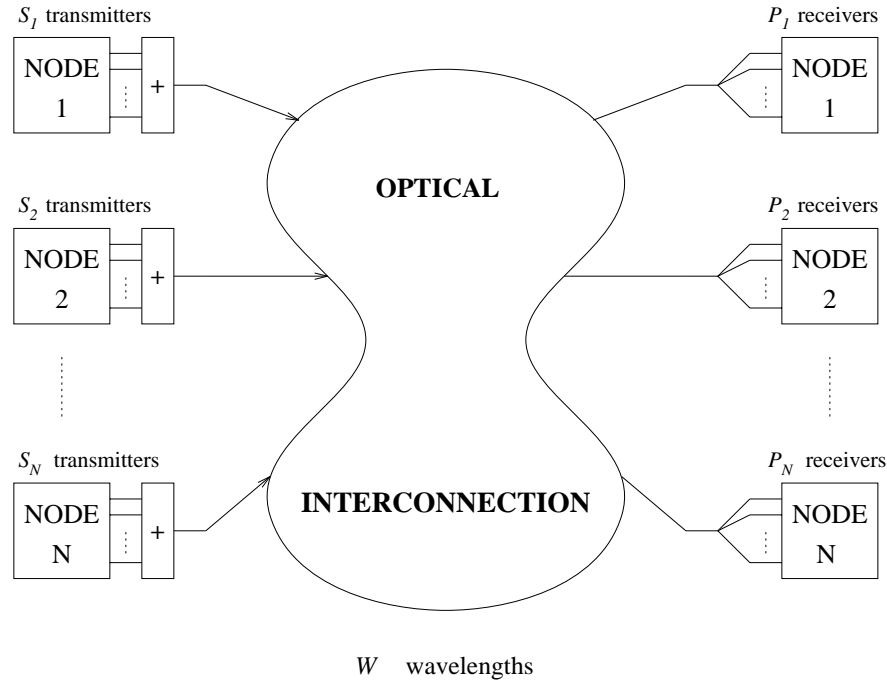 S1 transmitters
P1 receivers
NODE
1
+
NODE
1
OPTICAL
S2 transmitters
P2 receivers
NODE
2
+
NODE
2
SN transmitters
PN receivers
NODE
N
+
INTERCONNECTION
NODE
N
W wavelengths